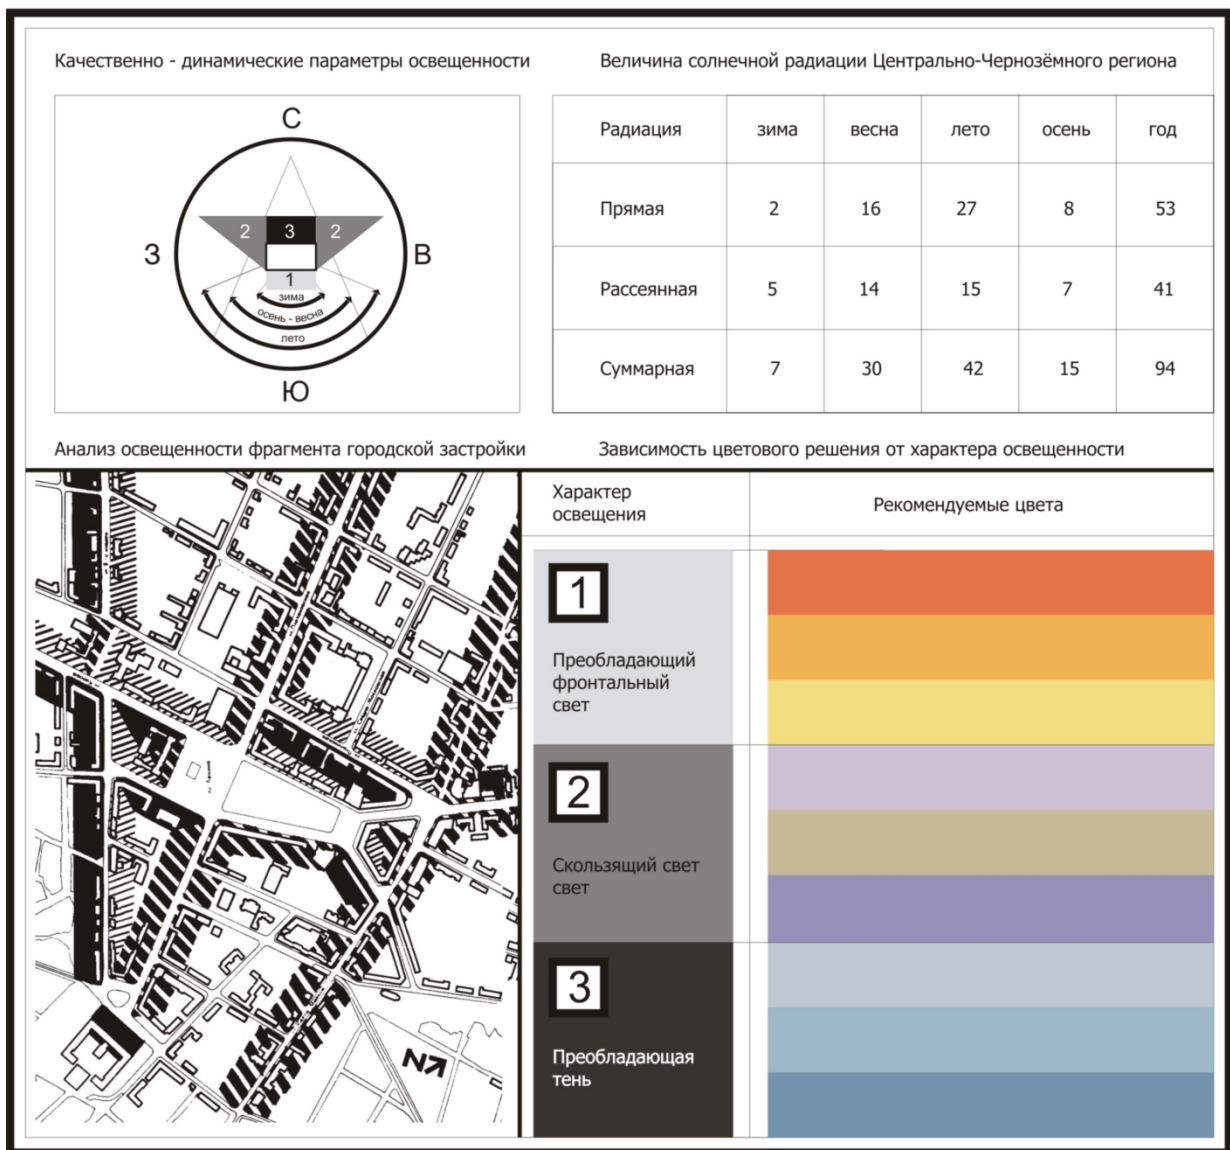 Качественно - динамические параметры освещенности
С
З
В
Ю
2
3
2
1
зима
осень - весна
лето
Величина солнечной радиации Центрально-Чернозёмного региона
Радиация зима весна лето осень год
Прямая 2 16 27 8 53
Рассеянная 5 14 15 7 41
Суммарная 7 30 42 15 94
Анализ освещенности фрагмента городской застройки
N
Зависимость цветового решения от характера освещенности
Характер
освещения
Рекомендуемые цвета
1
Преобладающий
фронтальный
свет
2
Скользящий свет
свет
3
Преобладающая
тень